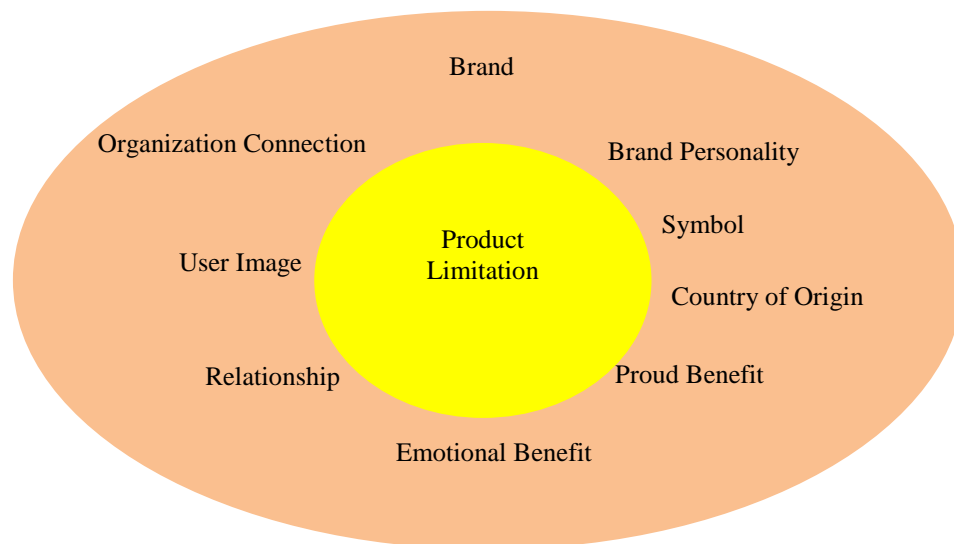 Brand
Organization Connection
Brand Personality
Symbol
Product
Limitation
User Image
Country of Origin
Relationship
Proud Benefit
Emotional Benefit